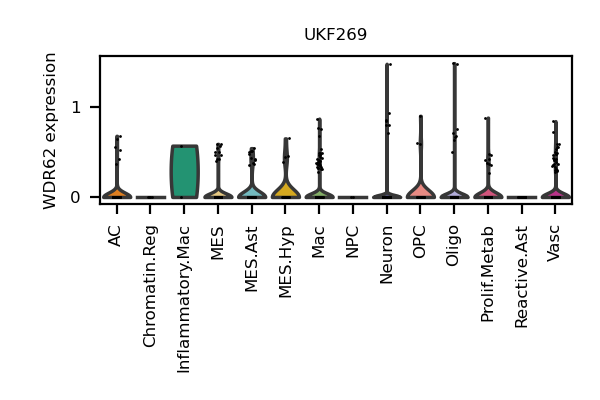 UKF269
WDR62 expression
1
0
AC
Chromatin.Reg
Inflammatory.Mac
MES
MES.Ast
MES.Hyp
Mac
NPC
Neuron
OPC
Oligo
Prolif.Metab
Reactive.Ast
Vasc